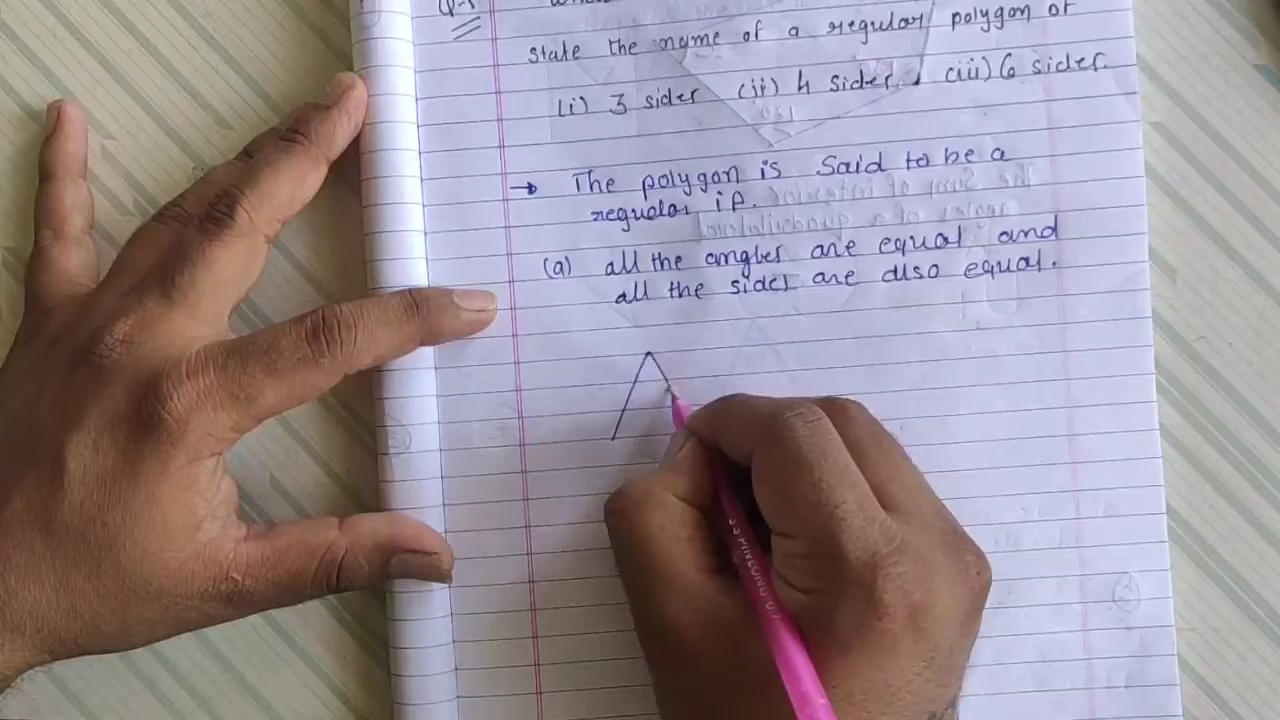 state the name of a regular polygon of
(i) 3 sides (ii) 4 sides. (iii) 6 sides.
→ The polygon is said to be a
regualar if.
(a) all the angles are equal and
all the sides are also equal.